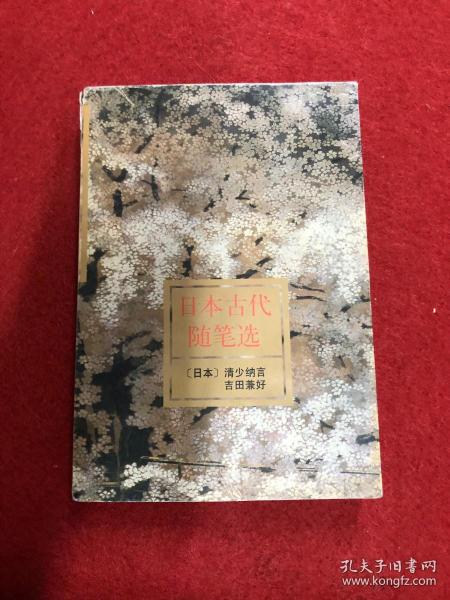 日本古代
随笔选
〔日本〕清少纳言
吉田兼好
孔夫子旧书网
www.kongfz.com